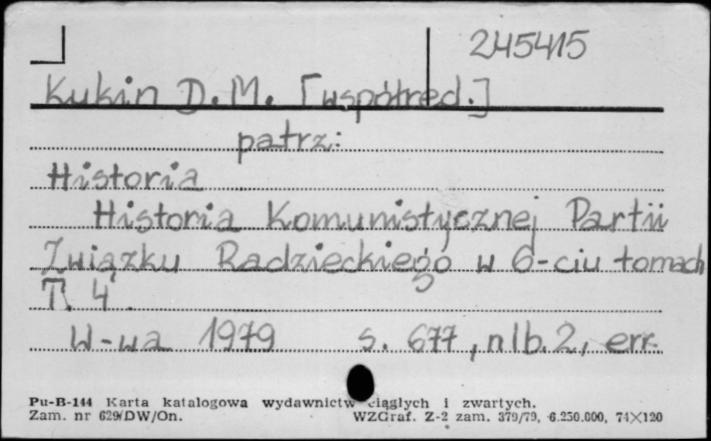 245415
Kukin D.M. [współred.]
patrz:
Historia
Historia Komunistycznej Partii
Związku Radzieckiego w 6-ciu tomach
T. 4.
W-wa 1979 s. 677, nlb. 2, err.
Pu-B-144 Karta katalogowa wydawnictw ciągłych i zwartych.
Zam. nr 629/DW/On. WZGraf. Z-2 zam. 379/79, 6.250.000, 74×120